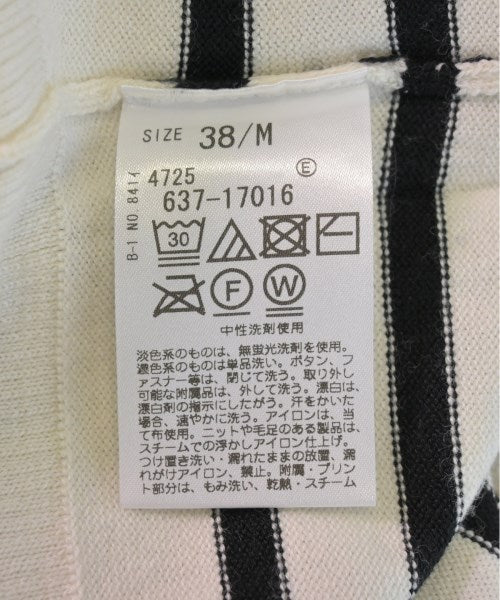 SIZE 38/M
4725 Ⓔ
637-17016
B-1 NO 8414
30
F W
中性洗剤使用
淡色系のものは、無蛍光洗剤を使用。
濃色系のものは単品洗い。ボタン、フ
ァスナー等は、閉じて洗う。取り外し
可能な附属品は、外して洗う。漂白は、
漂白剤の指示にしたがう。汗をかいた
場合、速やかに洗う。アイロンは、当
て布使用。ニットや毛足のある製品は、
スチームでの浮かしアイロン仕上げ。
つけ置き洗い・濡れたままの放置、濡
れがけアイロン、禁止。附属・プリン
ト部分は、もみ洗い、乾熱・スチーム